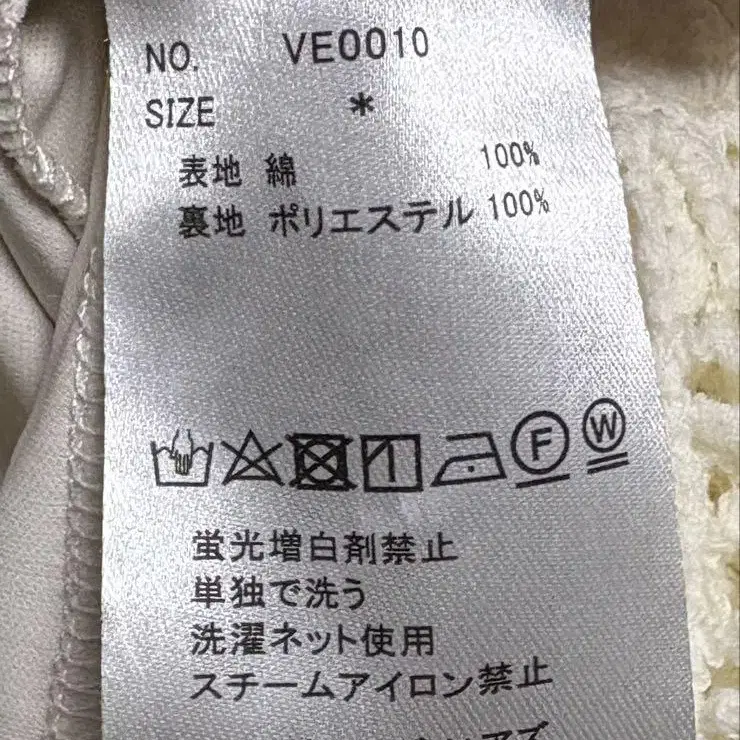 NO. VE0010
SIZE *
表地 綿 100%
裏地 ポリエステル 100%
F W
蛍光増白剤禁止
単独で洗う
洗濯ネット使用
スチームアイロン禁止